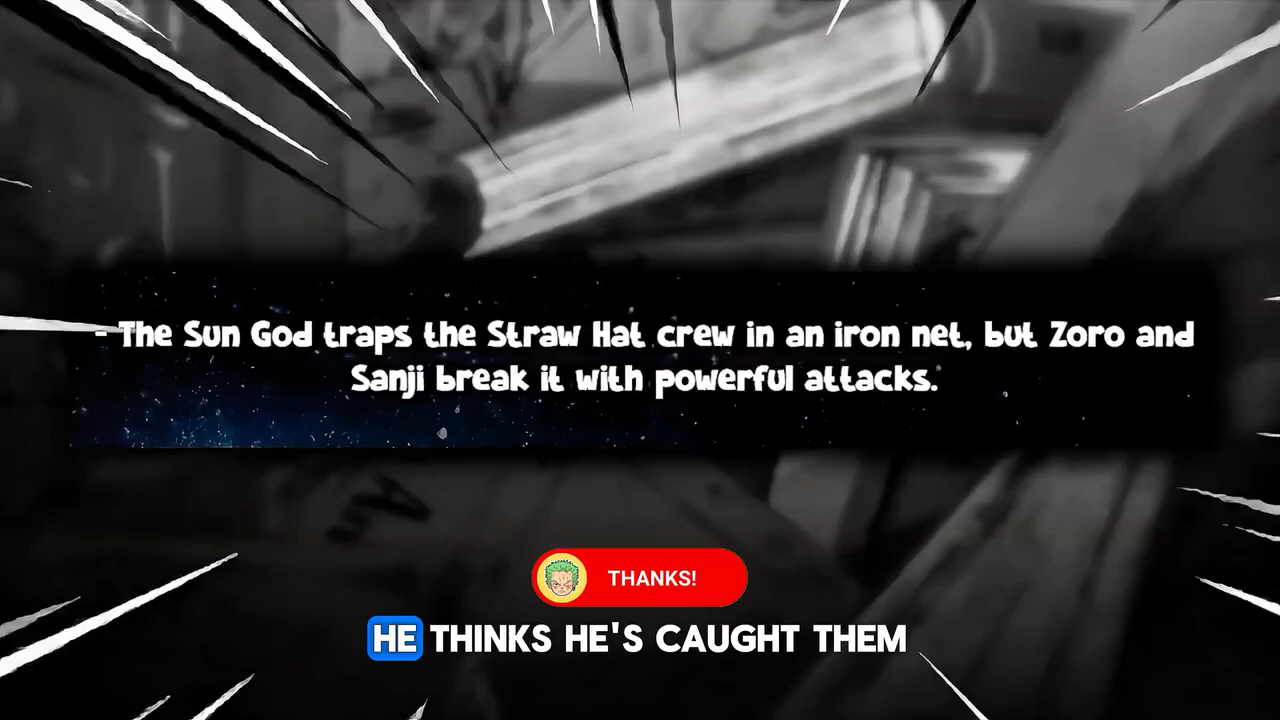 - The Sun God traps the Straw Hat crew in an iron net, but Zoro and
Sanji break it with powerful attacks.
THANKS!
HE THINKS HE'S CAUGHT THEM